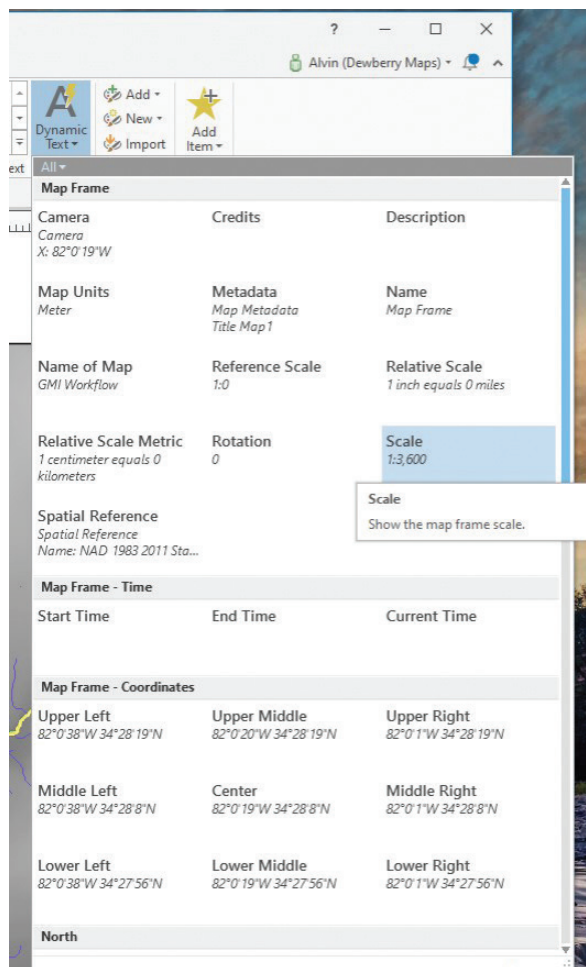 ?
Alvin (Dewberry Maps)
A
Dynamic
Text
Add
New
Import
Add
Item
ext
All
Map Frame
Camera
Camera
X: 82°0'19"W
Credits
Description
Map Units
Meter
Metadata
Map Metadata
Title Map1
Name
Map Frame
Name of Map
GMI Workflow
Reference Scale
1:0
Relative Scale
1 inch equals 0 miles
Relative Scale Metric
1 centimeter equals 0
kilometers
Rotation
0
Scale
1:3,600
Scale
Show the map frame scale.
Spatial Reference
Spatial Reference
Name: NAD 1983 2011 Sta...
Map Frame - Time
Start Time
End Time
Current Time
Map Frame - Coordinates
Upper Left
82°0'38"W 34°28'19"N
Upper Middle
82°0'20"W 34°28'19"N
Upper Right
82°0'1"W 34°28'19"N
Middle Left
82°0'38"W 34°28'8"N
Center
82°0'19"W 34°28'8"N
Middle Right
82°0'1"W 34°28'8"N
Lower Left
82°0'38"W 34°27'56"N
Lower Middle
82°0'19"W 34°27'56"N
Lower Right
82°0'1"W 34°27'56"N
North